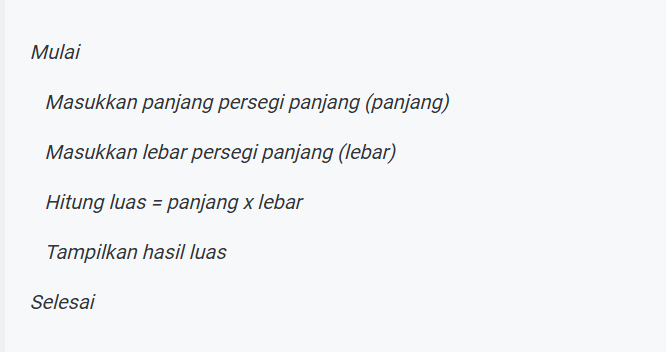 Mulai
Masukkan panjang persegi panjang (panjang)
Masukkan lebar persegi panjang (lebar)
Hitung luas = panjang x lebar
Tampilkan hasil luas
Selesai